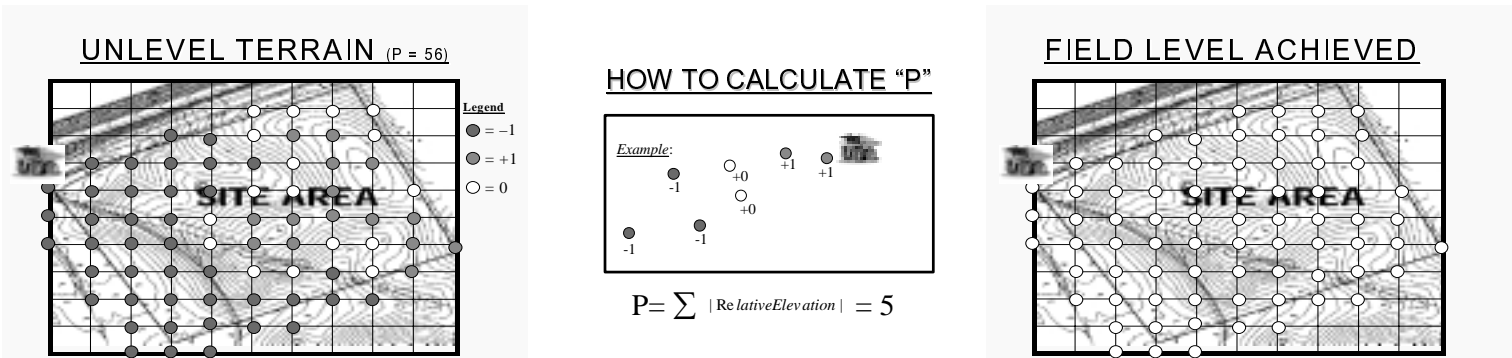 UNLEVEL TERRAIN (P = 56)
Legend
= –1
= +1
= 0
SITE AREA
HOW TO CALCULATE “P”
Example:
-1
+0
+1
+1
+0
-1
-1
P= ∑ | RelativeElevation | = 5
FIELD LEVEL ACHIEVED
SITE AREA